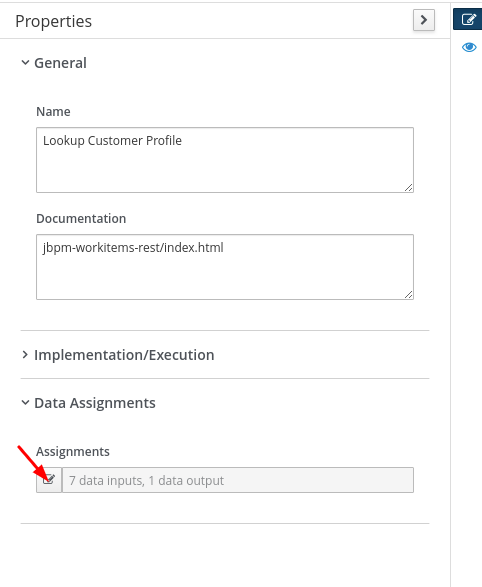 Properties
General
Name
Lookup Customer Profile
Documentation
jbpm-workitems-rest/index.html
Implementation/Execution
Data Assignments
Assignments
7 data inputs, 1 data output